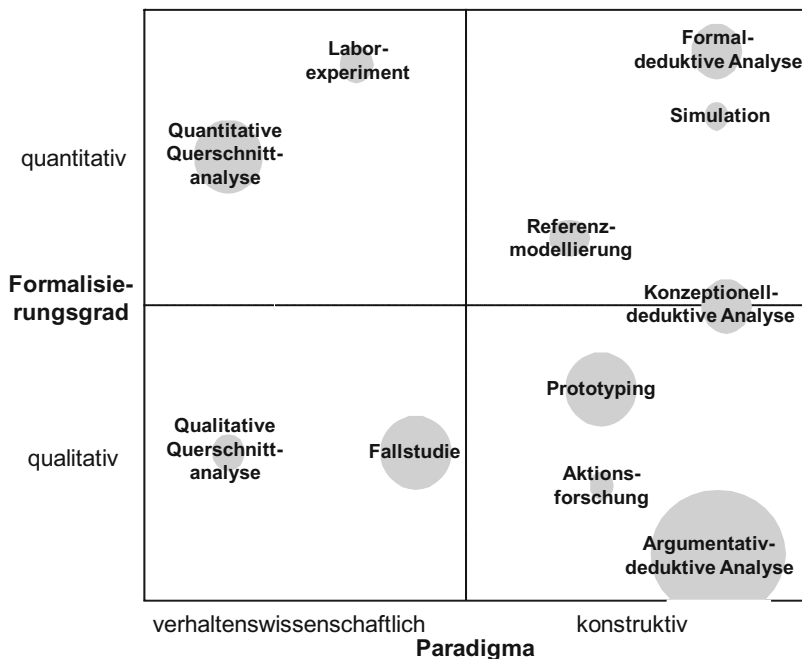 Labor-
experiment
Formal-
deduktive Analyse
Simulation
Quantitative
Querschnitt-
analyse
quantitativ
Referenz-
modellierung
Formalisie-
rungsgrad
Konzeptionell-
deduktive Analyse
Prototyping
Qualitative
Querschnitt-
analyse
Fallstudie
qualitativ
Aktions-
forschung
Argumentativ-
deduktive Analyse
verhaltenswissenschaftlich
konstruktiv
Paradigma